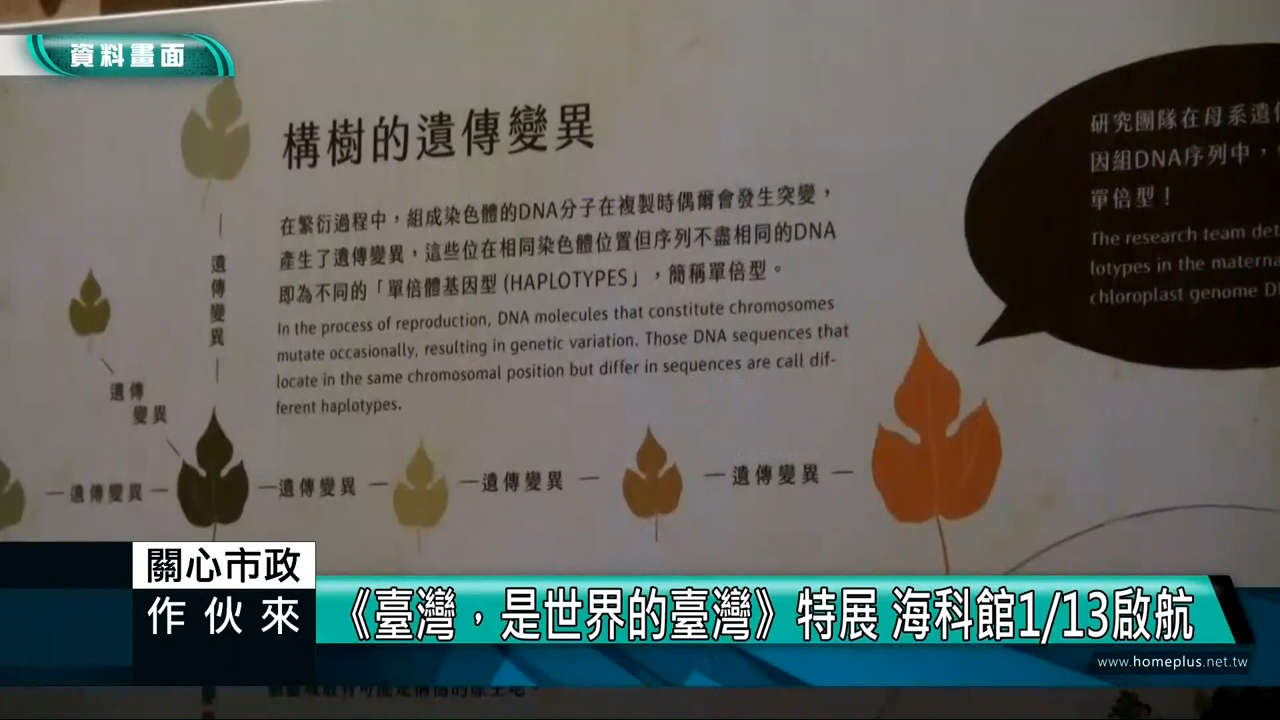 資料畫面
構樹的遺傳變異
在繁衍過程中，組成染色體的DNA分子在複製時偶爾會發生突變，
產生了遺傳變異，這些位在相同染色體位置但序列不盡相同的DNA
即為不同的「單倍體基因型 (HAPLOTYPES」，簡稱單倍型。
In the process of reproduction, DNA molecules that constitute chromosomes
mutate occasionally, resulting in genetic variation. Those DNA sequences that
locate in the same chromosomal position but differ in sequences are call dif-
ferent haplotypes.
研究團隊在母系遺傳
因組DNA序列中，
單倍型！
The research team det
lotypes in the materna
chloroplast genome D
遺傳變異
遺傳
變異
遺傳變異
遺傳變異
遺傳變異
遺傳變異
關心市政
作伙來
《臺灣，是世界的臺灣》特展 海科館1/13啟航
www.homeplus.net.tw